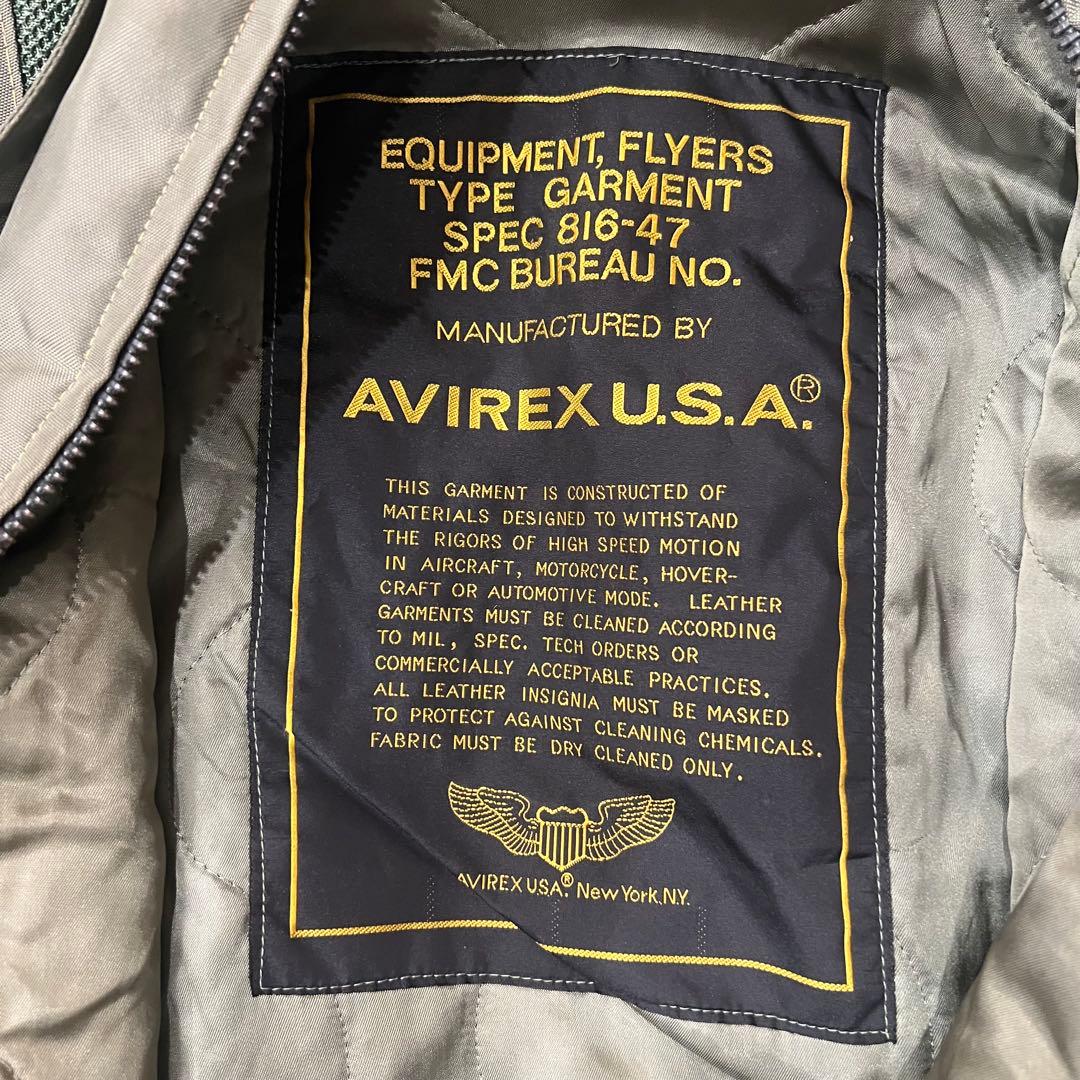 EQUIPMENT, FLYERS
TYPE GARMENT
SPEC 816-47
FMC BUREAU NO.
MANUFACTURED BY
AVIREX U.S.A.®
THIS GARMENT IS CONSTRUCTED OF
MATERIALS DESIGNED TO WITHSTAND
THE RIGORS OF HIGH SPEED MOTION
IN AIRCRAFT, MOTORCYCLE, HOVER-
CRAFT OR AUTOMOTIVE MODE. LEATHER
GARMENTS MUST BE CLEANED ACCORDING
TO MIL, SPEC. TECH ORDERS OR
COMMERCIALLY ACCEPTABLE PRACTICES.
ALL LEATHER INSIGNIA MUST BE MASKED
TO PROTECT AGAINST CLEANING CHEMICALS.
FABRIC MUST BE DRY CLEANED ONLY.
AVIREX U.S.A.® New York, N.Y.